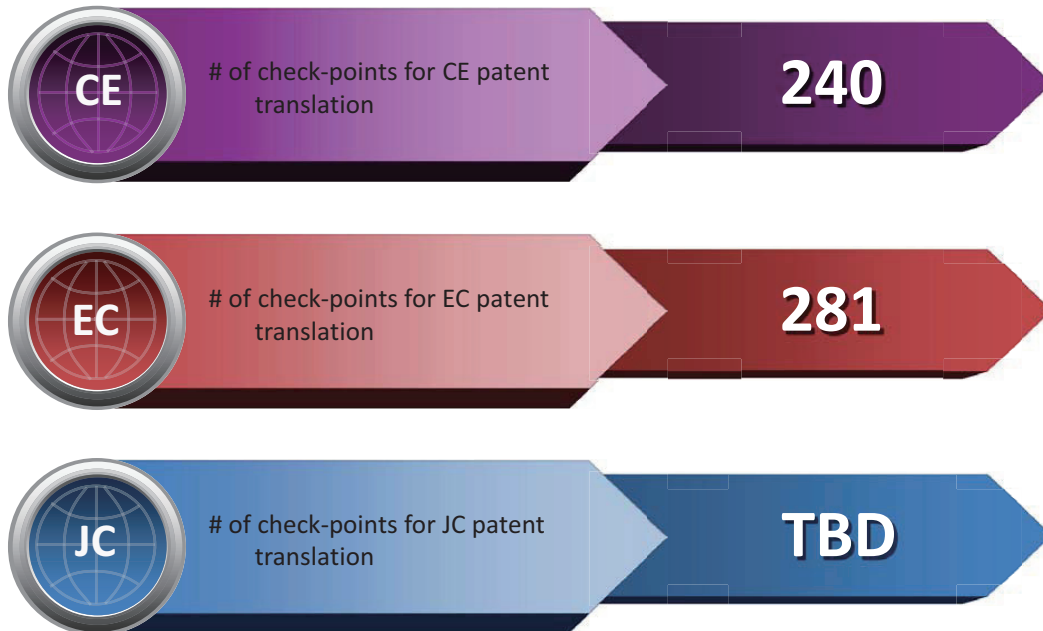 CE
# of check-points for CE patent
translation
240
EC
# of check-points for EC patent
translation
281
JC
# of check-points for JC patent
translation
TBD